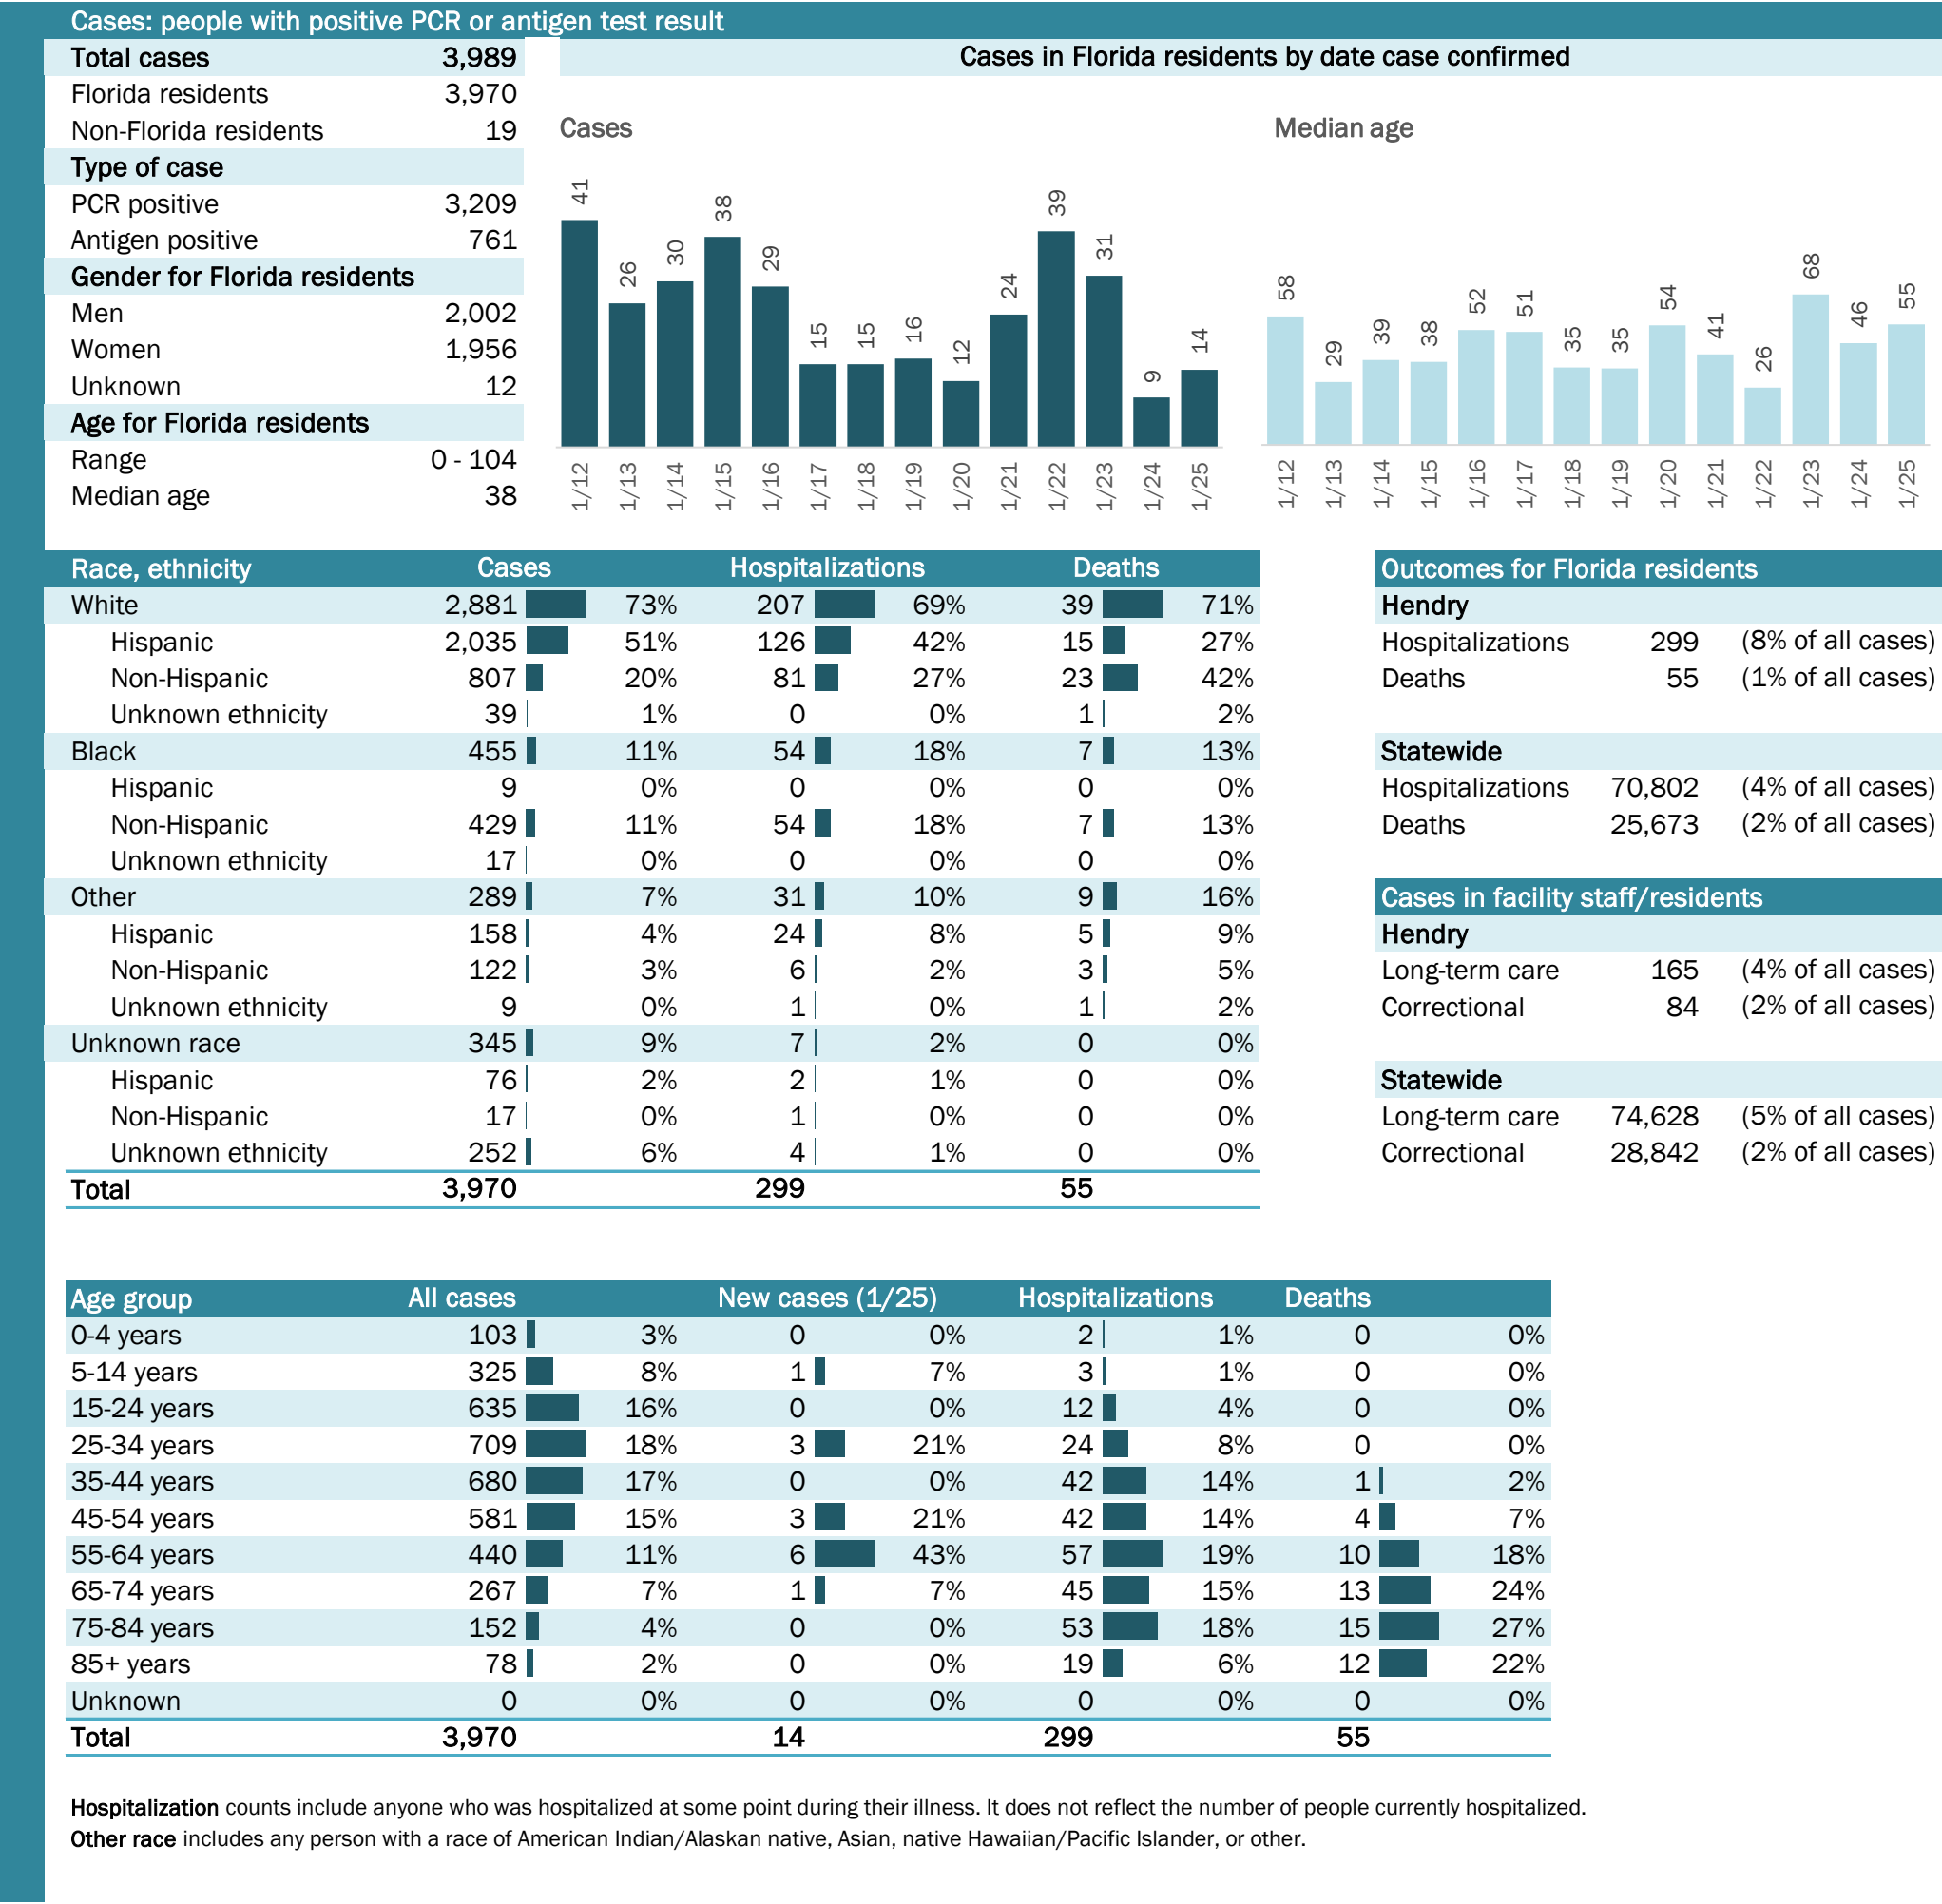 Cases: people with positive PCR or antigen test result
Total cases 3,989
Florida residents 3,970
Non-Florida residents 19
Type of case
PCR positive 3,209
Antigen positive 761
Gender for Florida residents
Men 2,002
Women 1,956
Unknown 12
Age for Florida residents
Range 0 - 104
Median age 38
Cases in Florida residents by date case confirmed
Cases
41 26 30 38 29 15 15 16 12 24 39 31 9 14
1/12 1/13 1/14 1/15 1/16 1/17 1/18 1/19 1/20 1/21 1/22 1/23 1/24 1/25
Median age
58 29 39 38 52 51 35 35 54 41 26 68 46 55
1/12 1/13 1/14 1/15 1/16 1/17 1/18 1/19 1/20 1/21 1/22 1/23 1/24 1/25
Race, ethnicity Cases Hospitalizations Deaths
White 2,881 73% 207 69% 39 71%
Hispanic 2,035 51% 126 42% 15 27%
Non-Hispanic 807 20% 81 27% 23 42%
Unknown ethnicity 39 1% 0 0% 1 2%
Black 455 11% 54 18% 7 13%
Hispanic 9 0% 0 0% 0 0%
Non-Hispanic 429 11% 54 18% 7 13%
Unknown ethnicity 17 0% 0 0% 0 0%
Other 289 7% 31 10% 9 16%
Hispanic 158 4% 24 8% 5 9%
Non-Hispanic 122 3% 6 2% 3 5%
Unknown ethnicity 9 0% 1 0% 1 2%
Unknown race 345 9% 7 2% 0 0%
Hispanic 76 2% 2 1% 0 0%
Non-Hispanic 17 0% 1 0% 0 0%
Unknown ethnicity 252 6% 4 1% 0 0%
Total 3,970 299 55
Outcomes for Florida residents
Hendry
Hospitalizations 299 (8% of all cases)
Deaths 55 (1% of all cases)
Statewide
Hospitalizations 70,802 (4% of all cases)
Deaths 25,673 (2% of all cases)
Cases in facility staff/residents
Hendry
Long-term care 165 (4% of all cases)
Correctional 84 (2% of all cases)
Statewide
Long-term care 74,628 (5% of all cases)
Correctional 28,842 (2% of all cases)
Age group All cases New cases (1/25) Hospitalizations Deaths
0-4 years 103 3% 0 0% 2 1% 0 0%
5-14 years 325 8% 1 7% 3 1% 0 0%
15-24 years 635 16% 0 0% 12 4% 0 0%
25-34 years 709 18% 3 21% 24 8% 0 0%
35-44 years 680 17% 0 0% 42 14% 1 2%
45-54 years 581 15% 3 21% 42 14% 4 7%
55-64 years 440 11% 6 43% 57 19% 10 18%
65-74 years 267 7% 1 7% 45 15% 13 24%
75-84 years 152 4% 0 0% 53 18% 15 27%
85+ years 78 2% 0 0% 19 6% 12 22%
Unknown 0 0% 0 0% 0 0% 0 0%
Total 3,970 14 299 55
Hospitalization counts include anyone who was hospitalized at some point during their illness. It does not reflect the number of people currently hospitalized.
Other race includes any person with a race of American Indian/Alaskan native, Asian, native Hawaiian/Pacific Islander, or other.